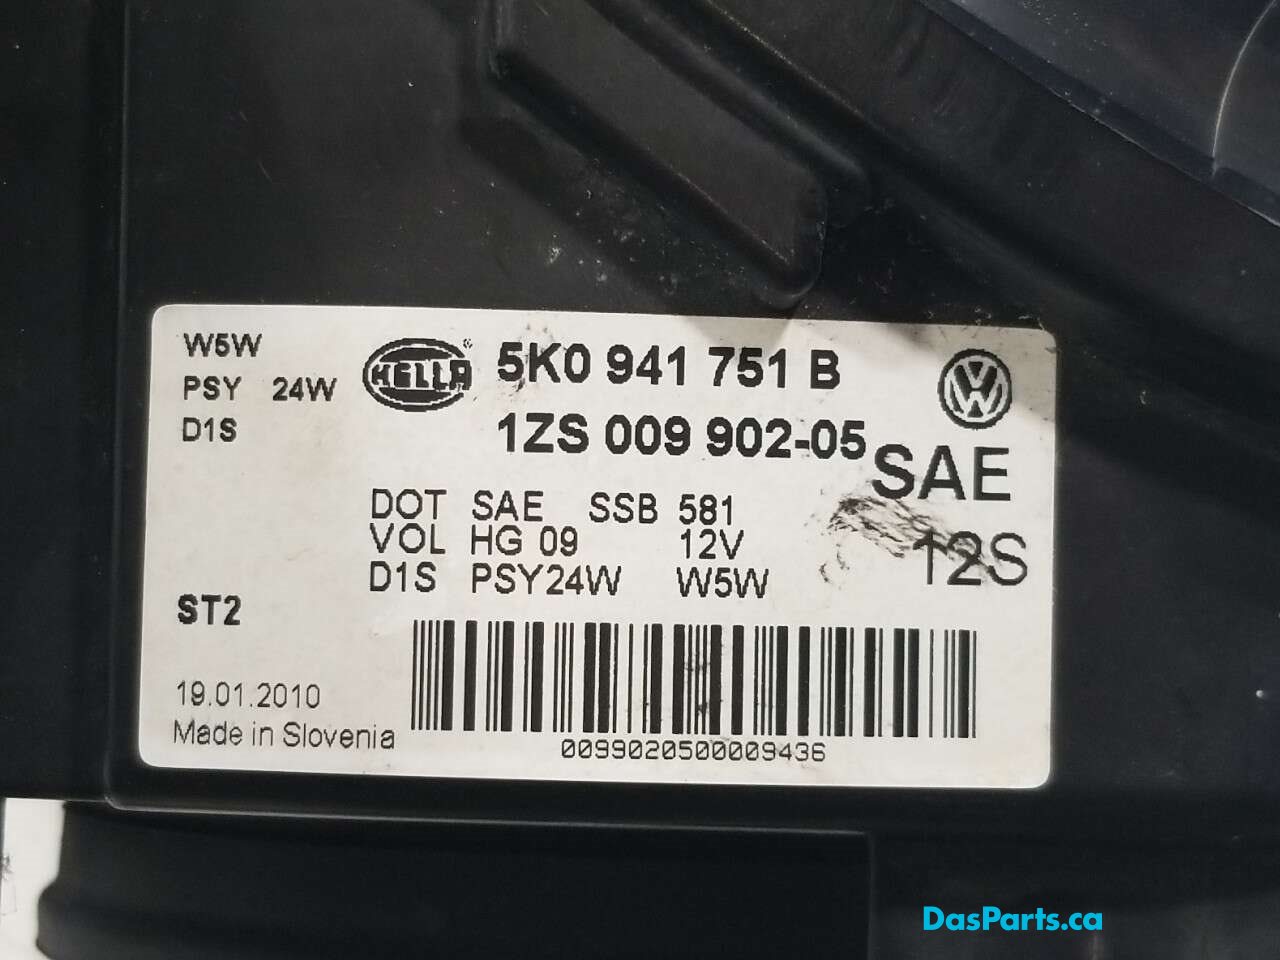 W5W
PSY 24W
D1S
HELLA®
5K0 941 751 B
1ZS 009 902-05
SAE
12S
DOT SAE SSB 581
VOL HG 09 12V
D1S PSY24W W5W
ST2
19.01.2010
Made in Slovenia
0099020500009436
DasParts.ca